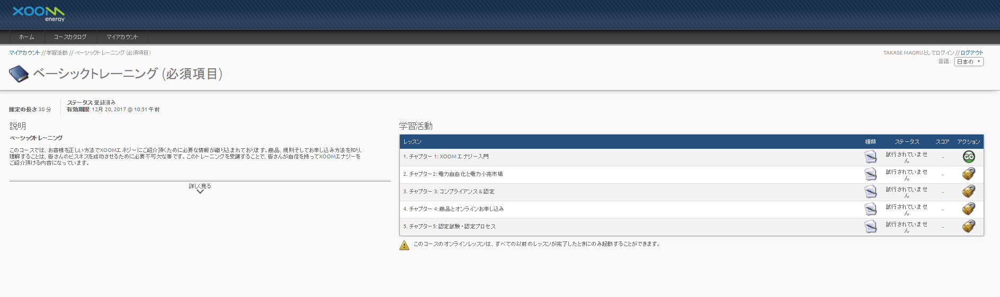 XOOM
energy
ホーム コースカタログ マイアカウント
マイアカウント // 学習活動 // ベーシックトレーニング (必須項目)
TAKASE MAORUとしてログイン // ログアウト
言語: 日本の
ベーシックトレーニング (必須項目)
推定の長さ 30 分
ステータス 登録済み
有効期限: 12月 20, 2017 @ 10:51 午前
説明
ベーシックトレーニング
このコースでは、お客様を正しい方法でXOOMエネジーにご紹介頂くために必要な情報が織り込まれております。商品、規則そしてお申し込み方法を知り、
理解することは、皆さんのビスネスを成功させるために必要不可欠な事です。このトレーニングを受講することで、皆さんが自信を持ってXOOMエナジーを
ご紹介頂ける内容になっています。
詳しく見る
学習活動
レッスン 種類 ステータス スコア アクション
1. チャプター 1: XOOM エナジー入門 試行されていませ - GO
ん
2. チャプター2: 電力自由化と電力小売市場 試行されていませ -
ん
3. チャプター 3: コンプライアンス & 認定 試行されていませ -
ん
4. チャプター 4: 商品とオンラインお申し込み 試行されていませ -
ん
5. チャプター5: 認定試験・認定プロセス 試行されていませ -
ん
このコースのオンラインレッスンは、すべての以前のレッスンが完了したときにのみ起動することができます。